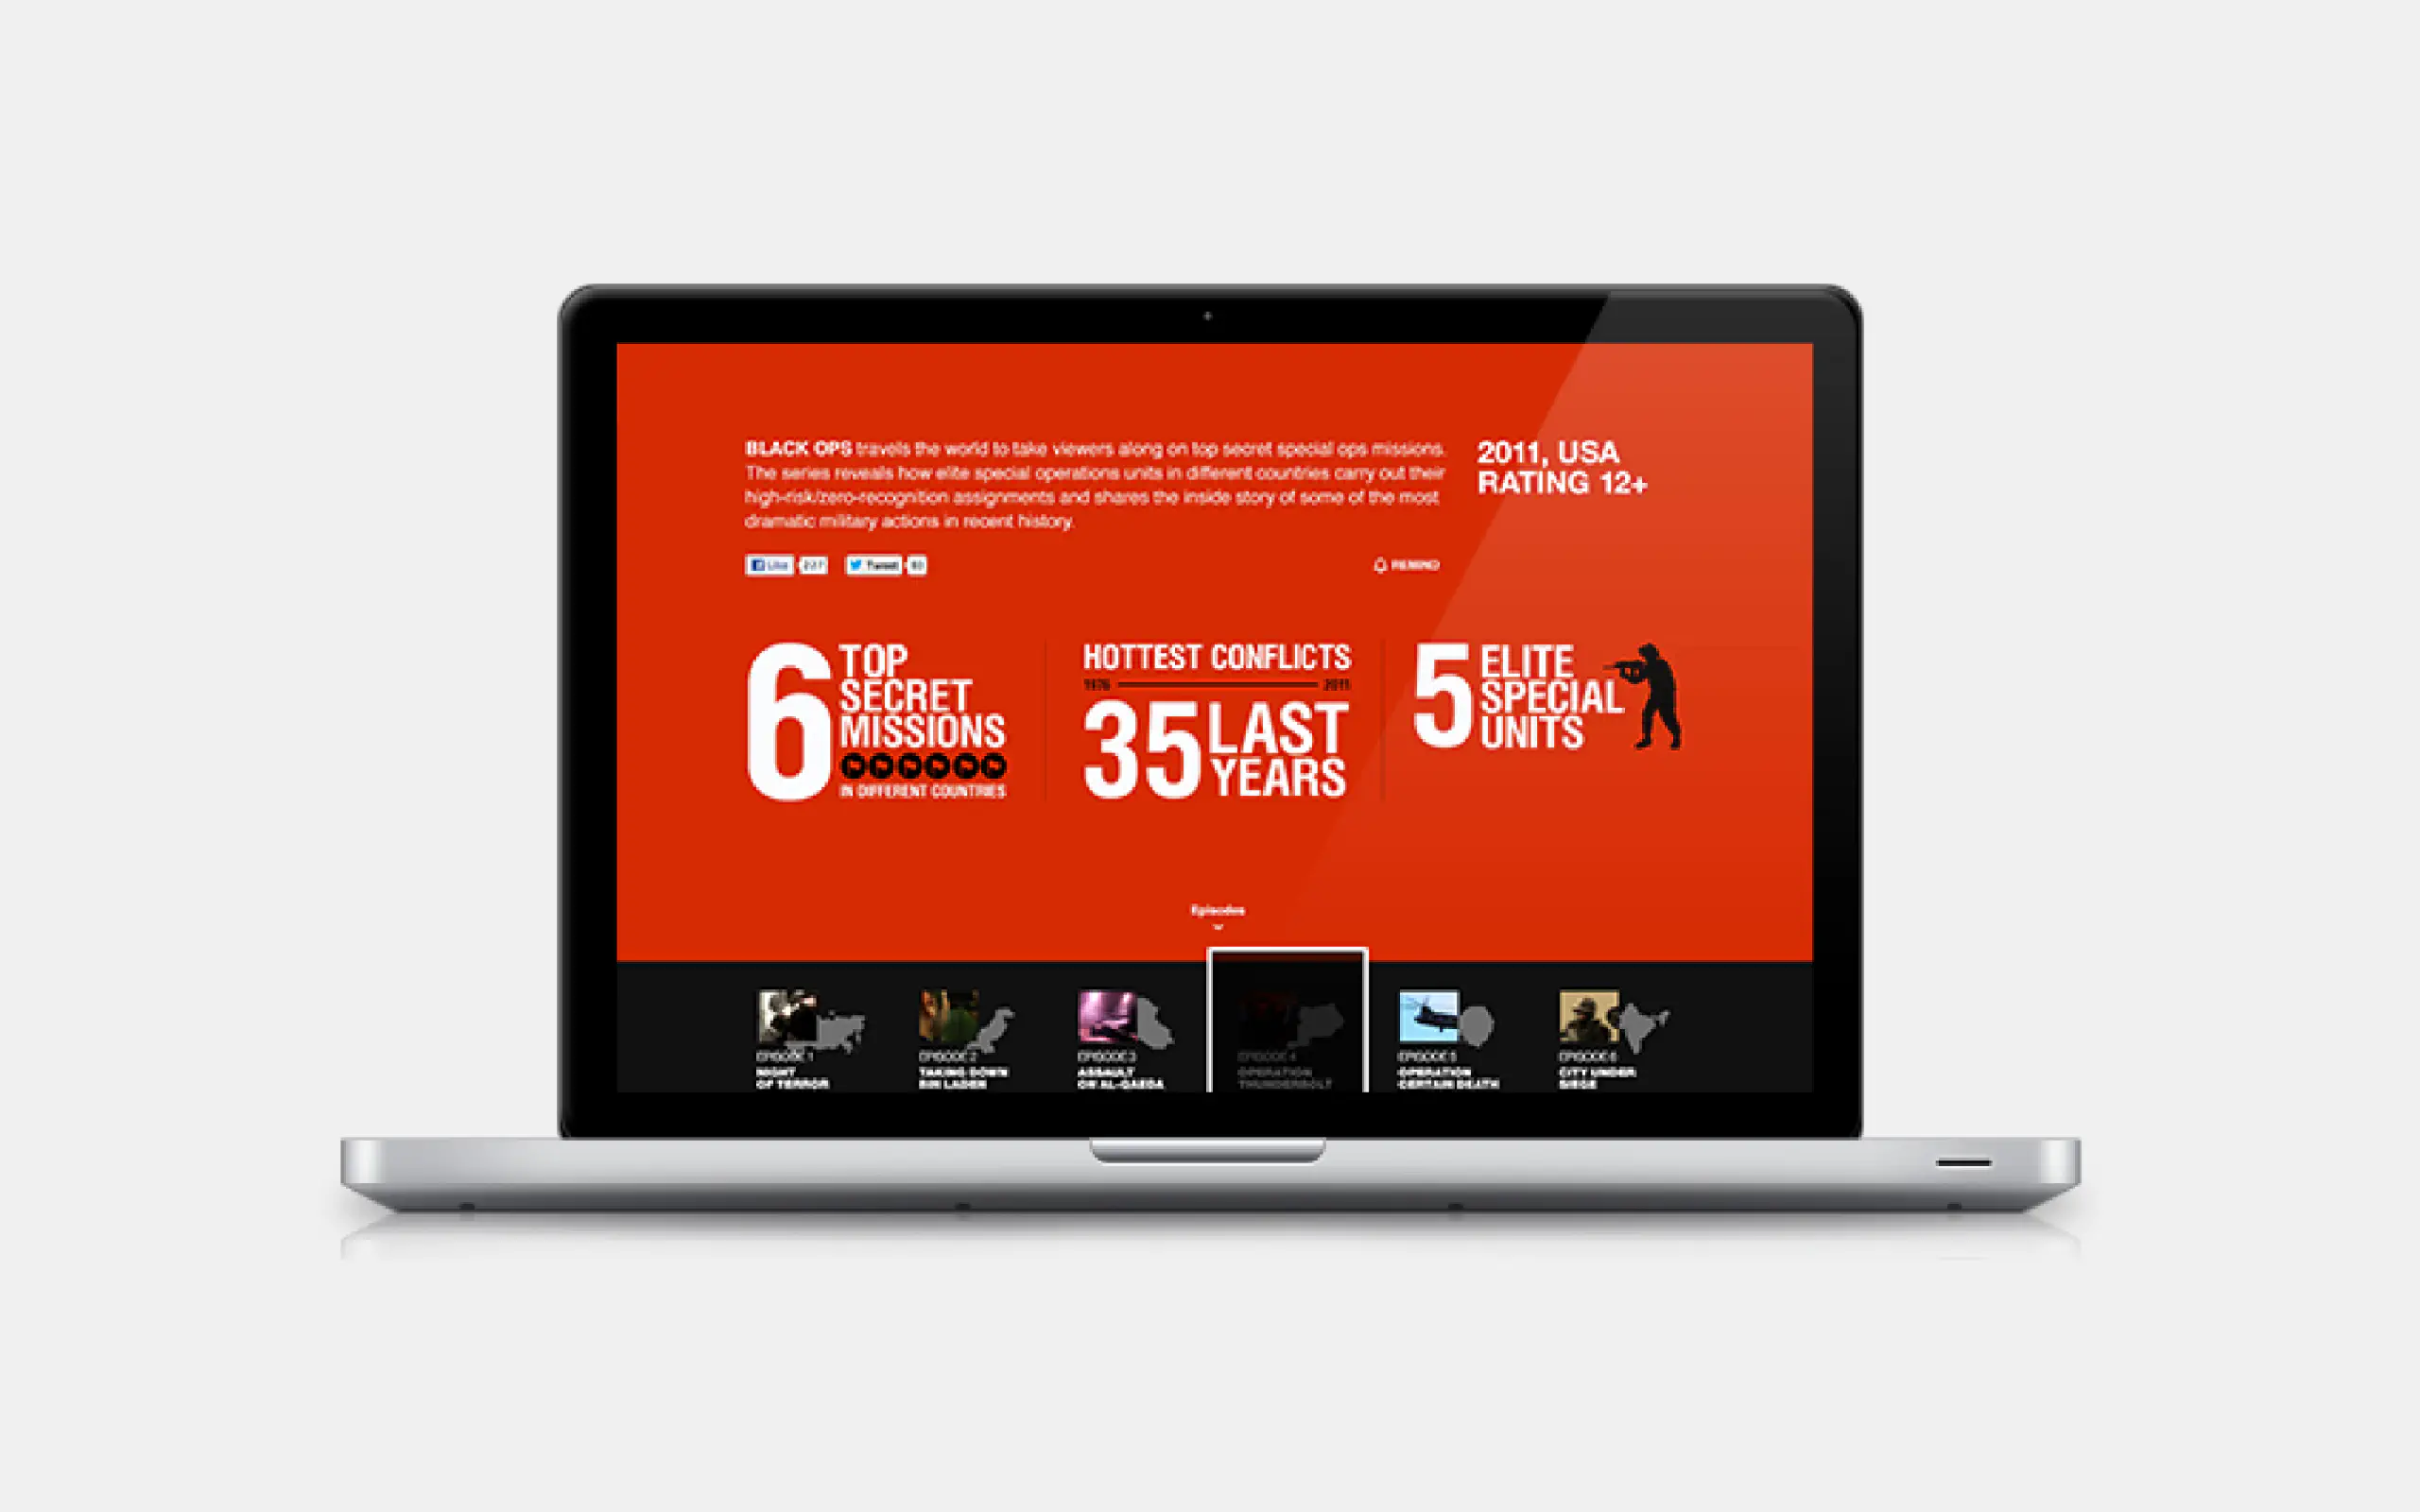 BLACK OPS travels the world to take viewers along on top secret special ops missions.
The series reveals how elite special operations units in different countries carry out their
high-risk/zero-recognition assignments and shares the inside story of some of the most
dramatic military actions in recent history.
2011, USA
RATING 12+
Like 227 Tweet
REMIND
6 TOP
SECRET
MISSIONS
IN DIFFERENT COUNTRIES
HOTTEST CONFLICTS
1976 2011
35 LAST
YEARS
5 ELITE
SPECIAL
UNITS
Episodes
EPISODE 1
NIGHT
OF TERROR
EPISODE 2
TAKING DOWN
BIN LADEN
EPISODE 3
ASSAULT
ON AL-QAEDA
EPISODE 4
OPERATION
THUNDERBOLT
EPISODE 5
OPERATION
CERTAIN DEATH
EPISODE 6
CITY UNDER
SIEGE